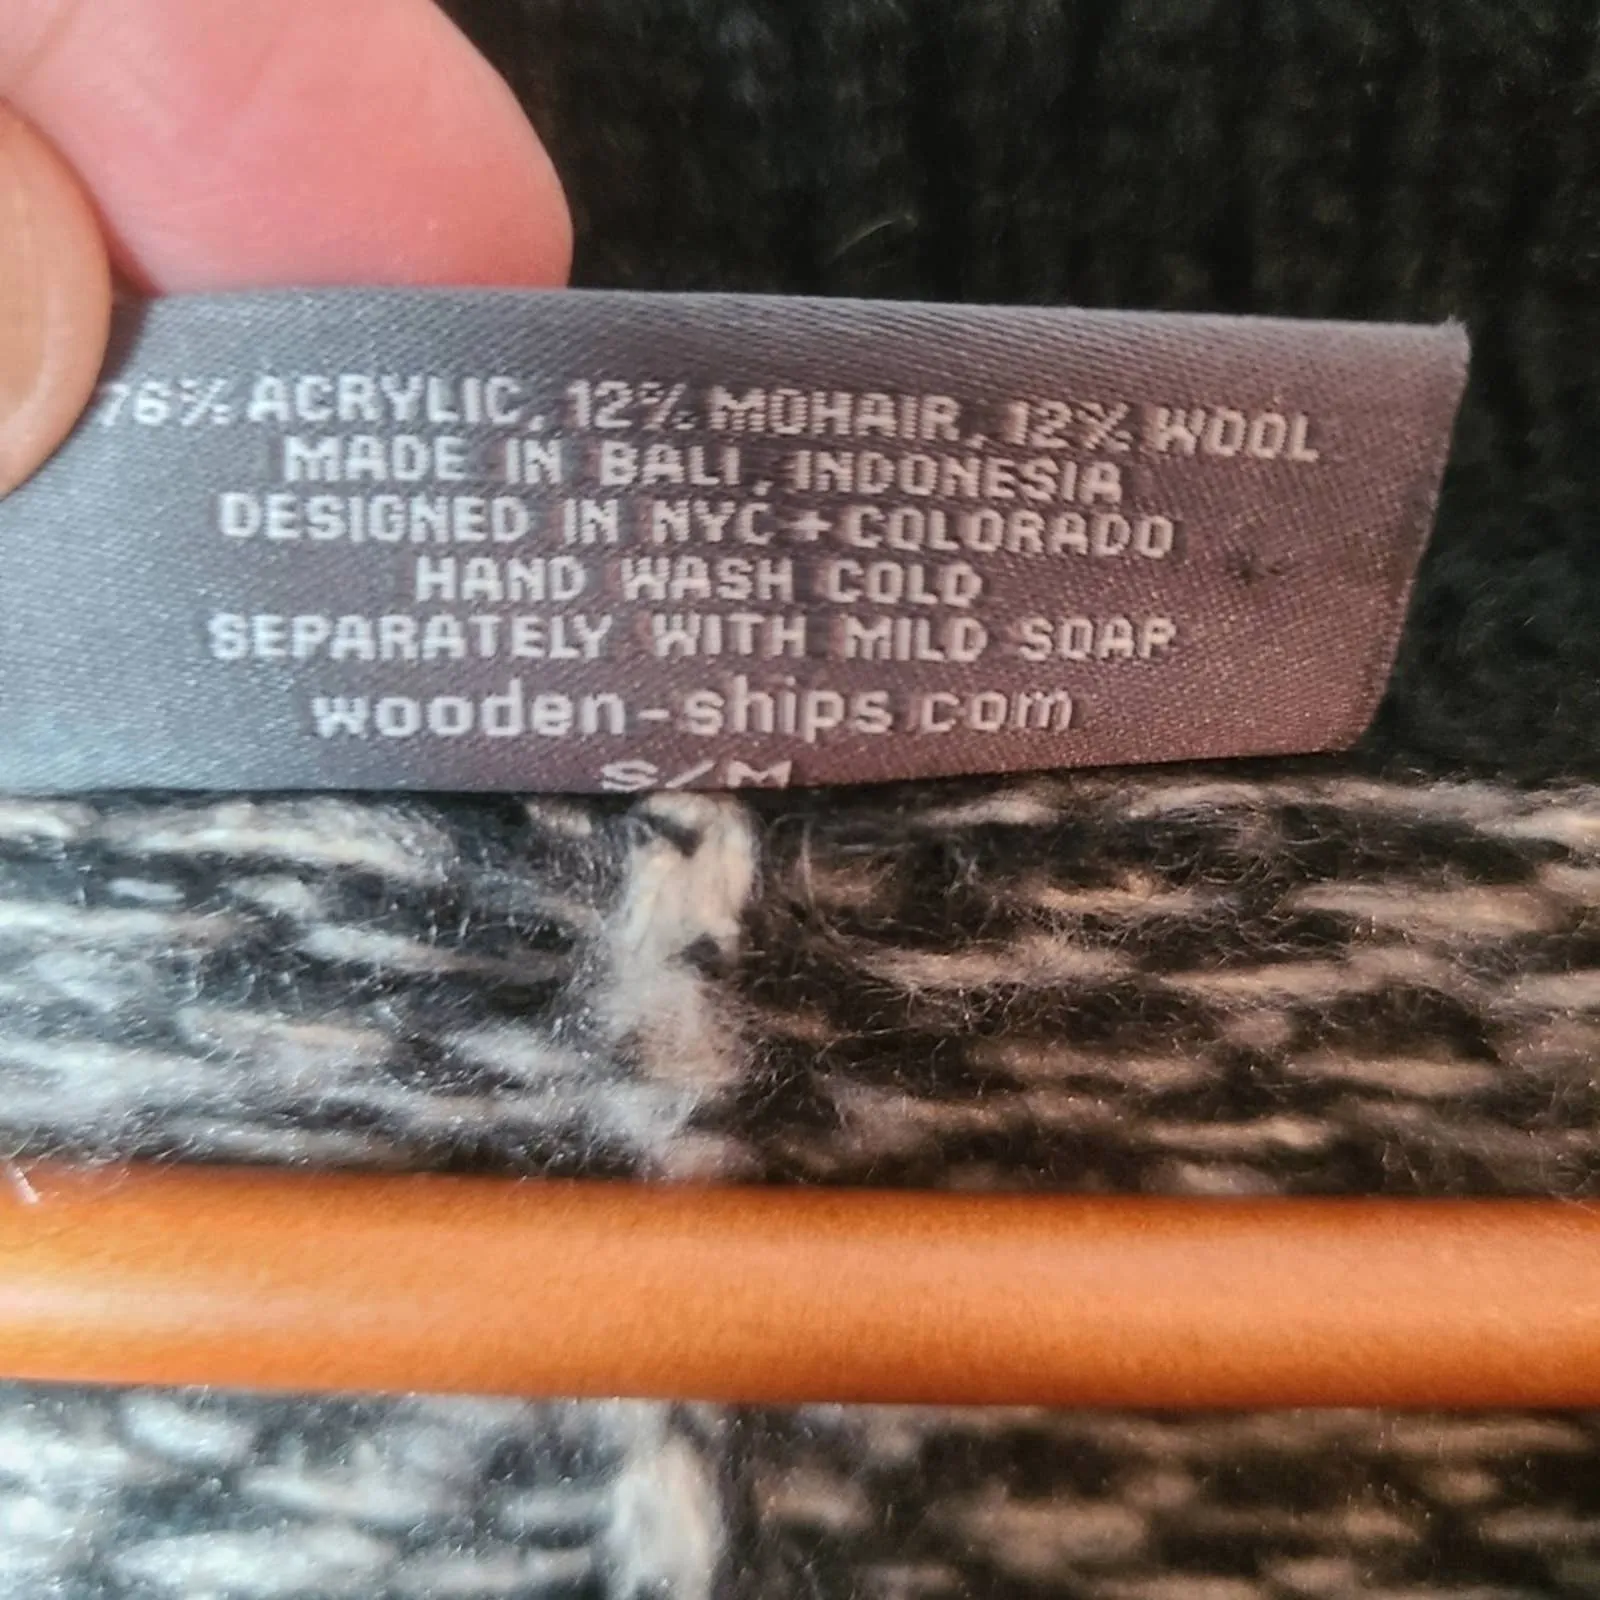 76% ACRYLIC, 12% MOHAIR, 12% WOOL
MADE IN BALI, INDONESIA
DESIGNED IN NYC + COLORADO
HAND WASH COLD
SEPARATELY WITH MILD SOAP
wooden-ships.com
S/M